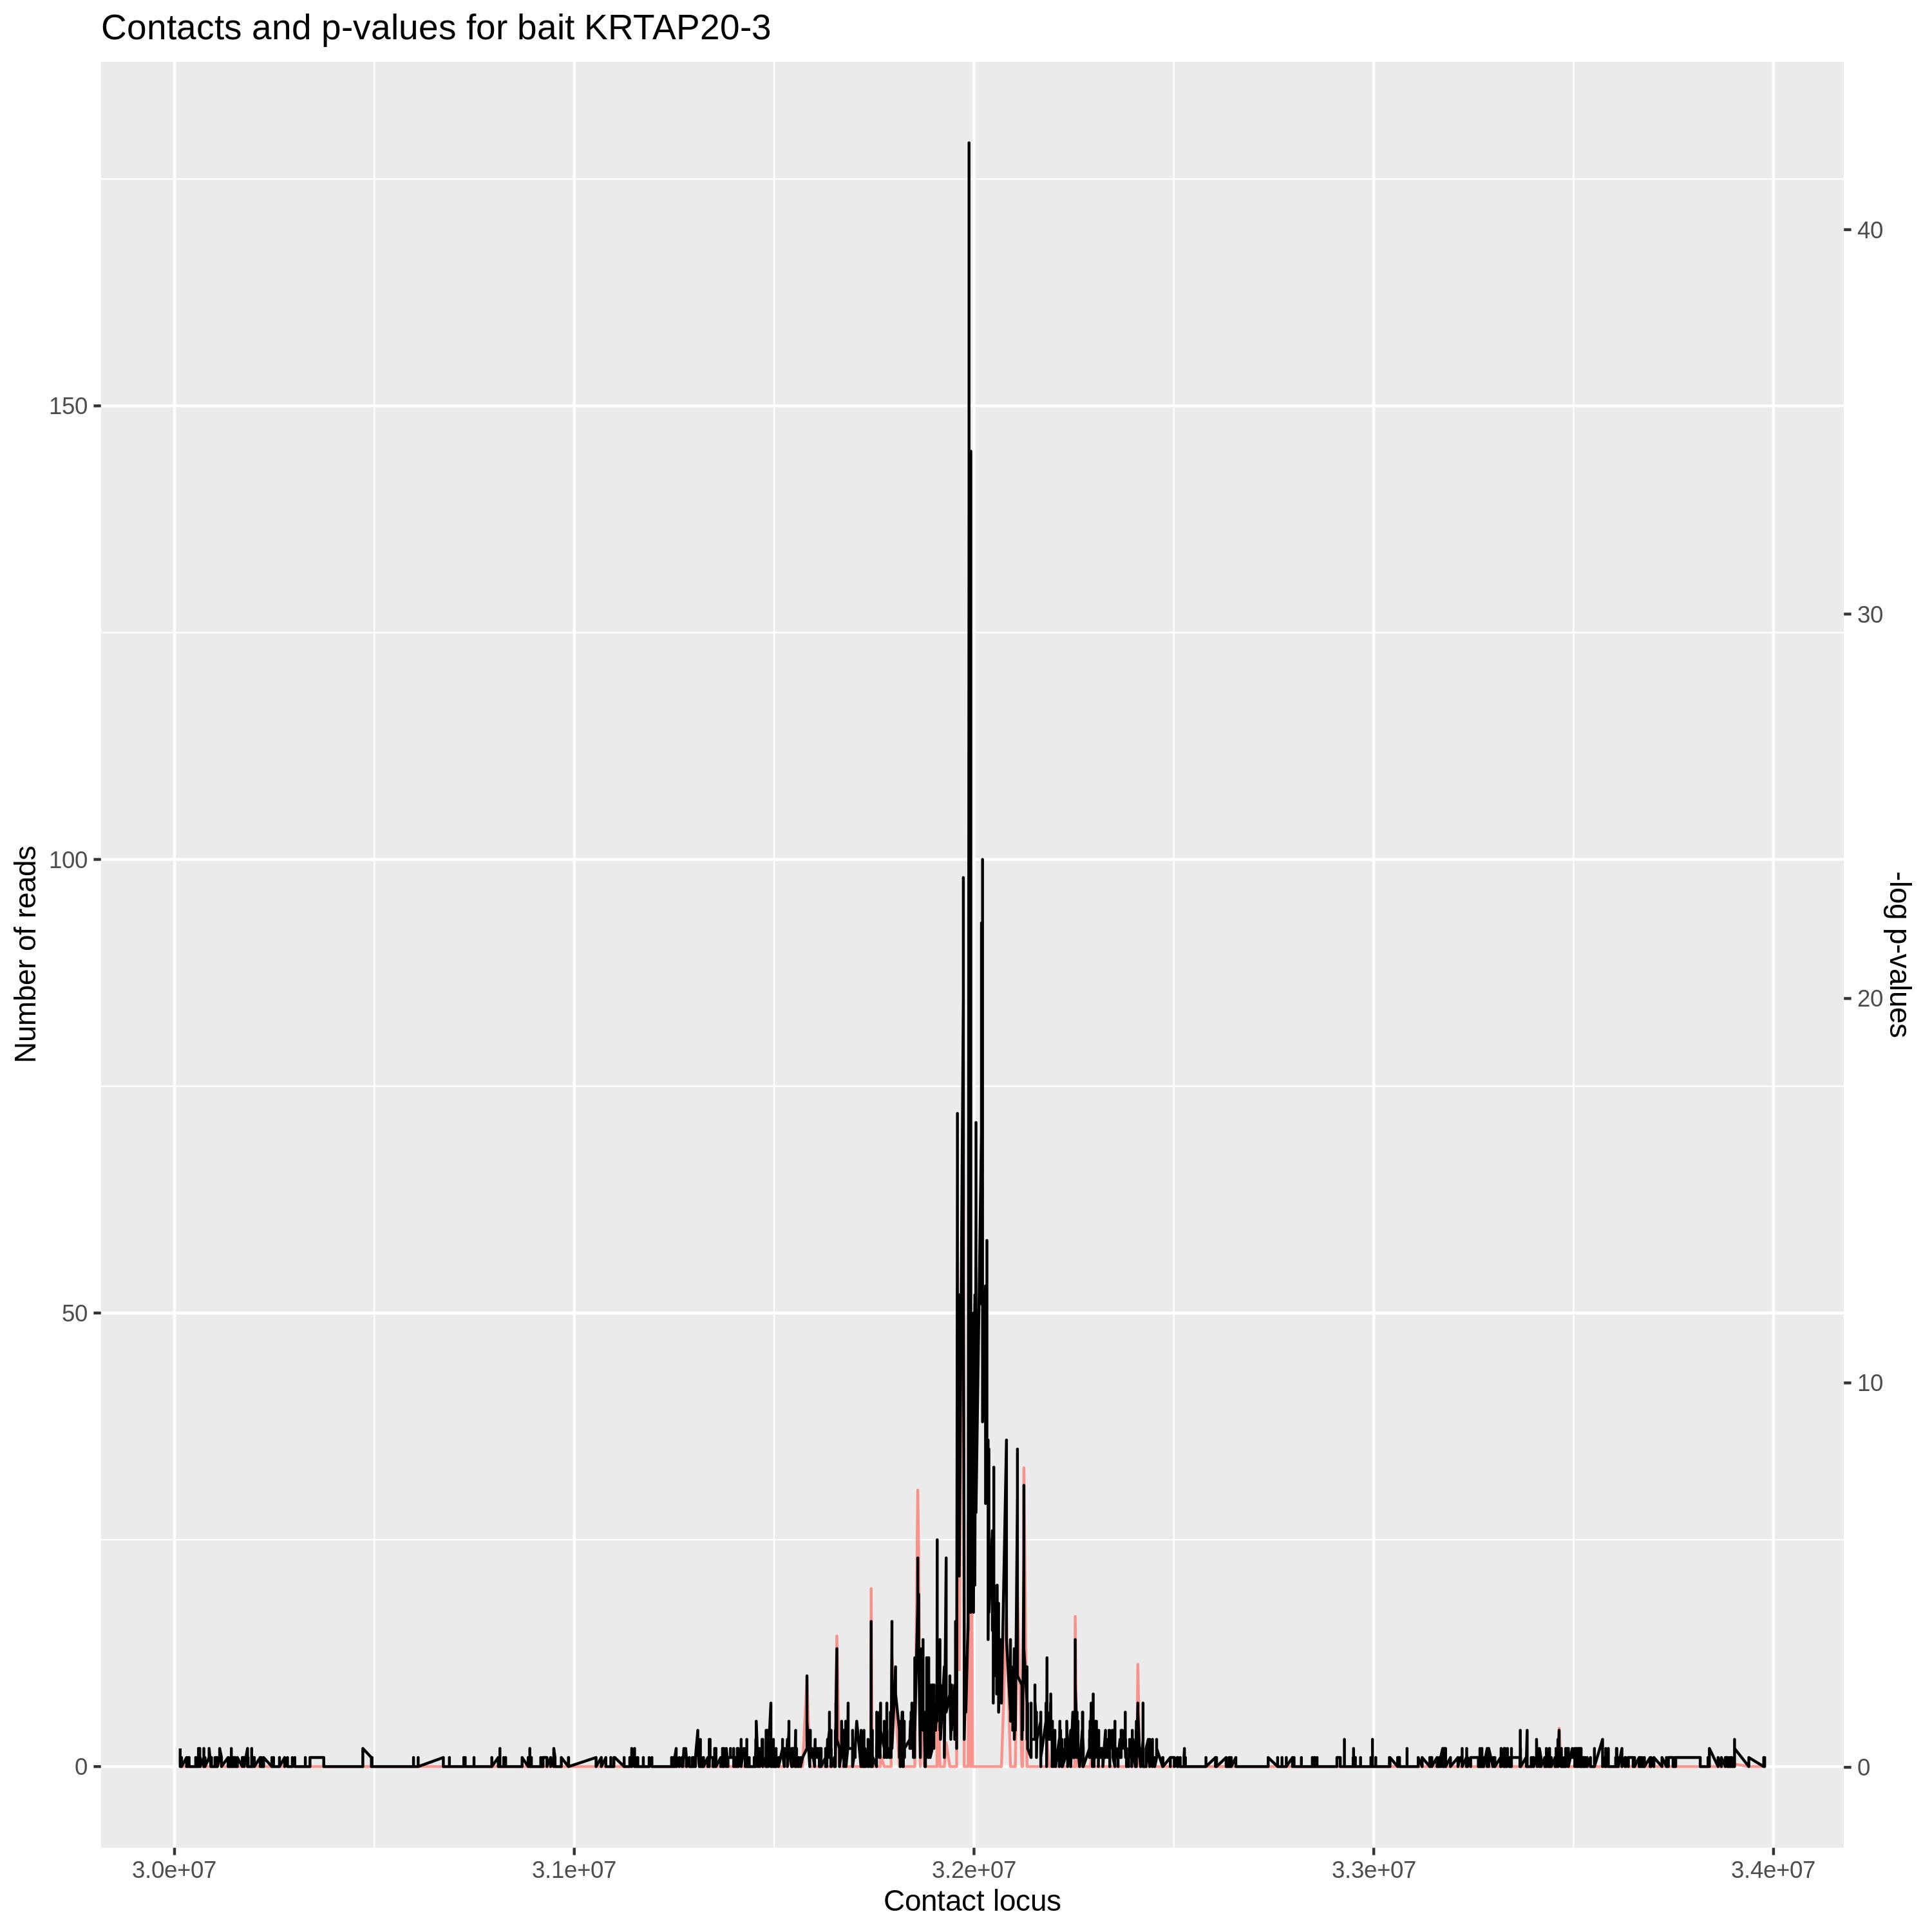 Contacts and p-values for bait KRTAP20-3
Number of reads
150
100
50
0
40
30
20
10
0
-log p-values
3.0e+07 3.1e+07 3.2e+07 3.3e+07 3.4e+07
Contact locus